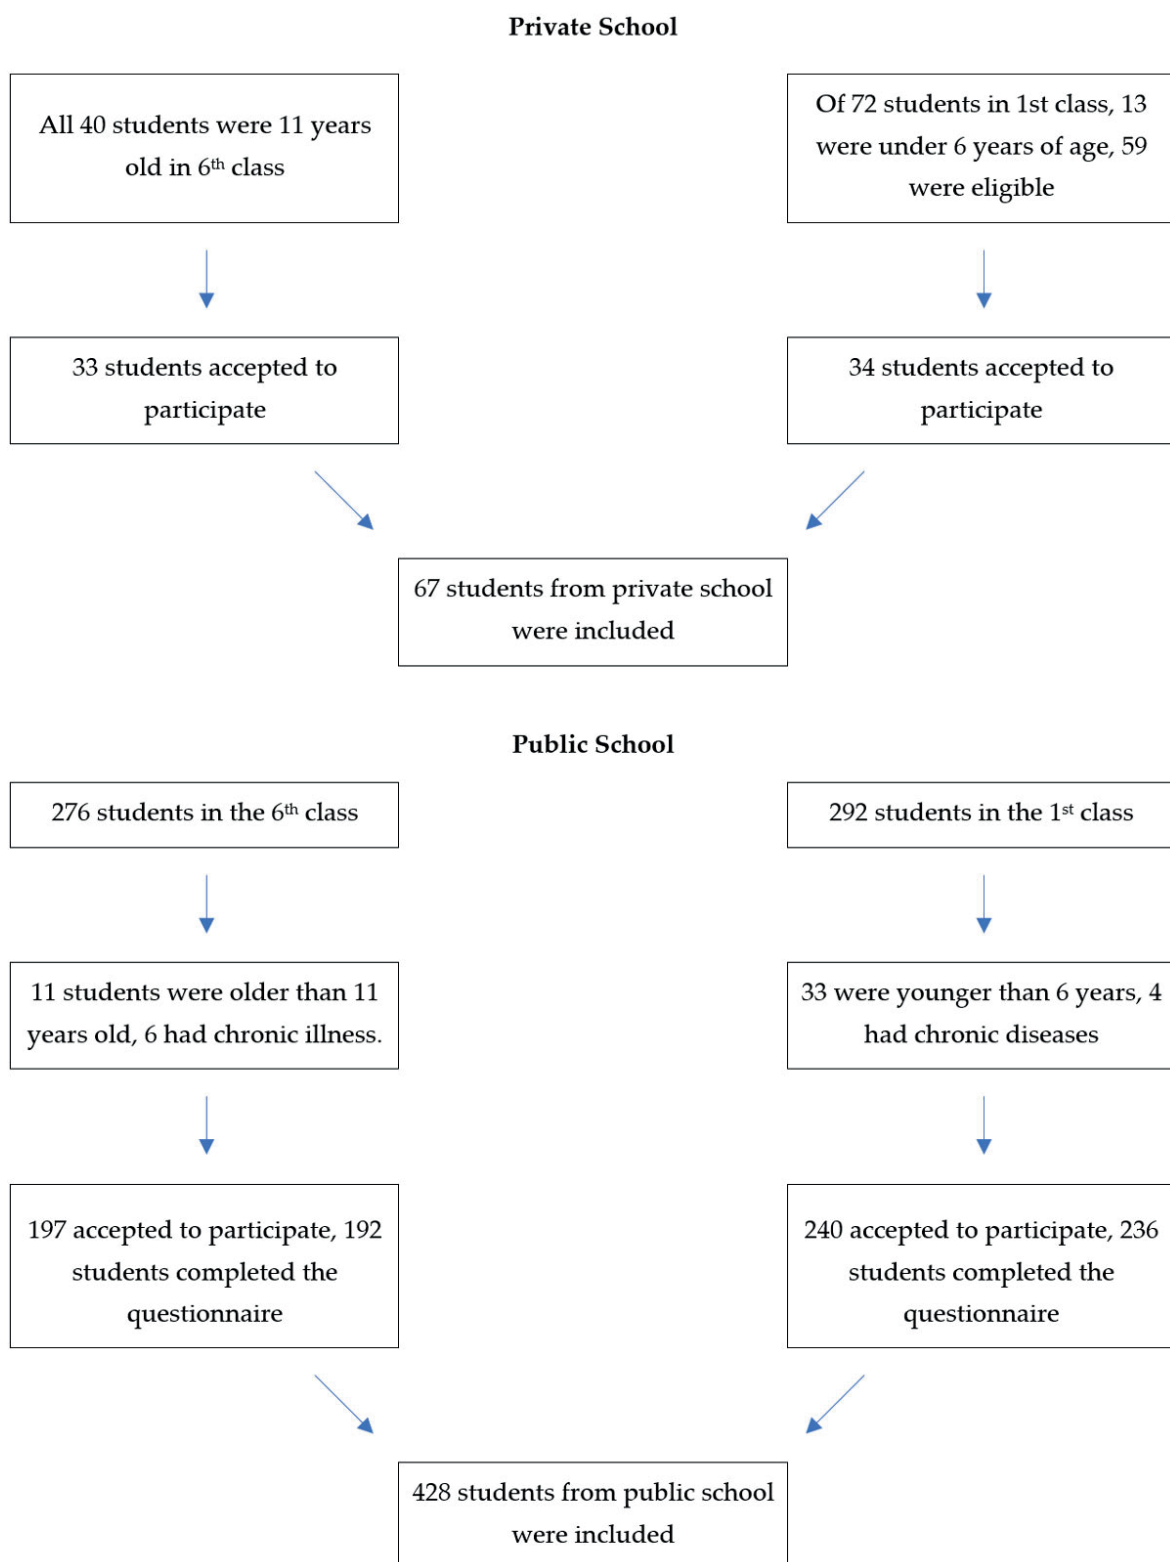 Private School
All 40 students were 11 years
old in 6th class
Of 72 students in 1st class, 13
were under 6 years of age, 59
were eligible
33 students accepted to
participate
34 students accepted to
participate
67 students from private school
were included
Public School
276 students in the 6th class
292 students in the 1st class
11 students were older than 11
years old, 6 had chronic illness.
33 were younger than 6 years, 4
had chronic diseases
197 accepted to participate, 192
students completed the
questionnaire
240 accepted to participate, 236
students completed the
questionnaire
428 students from public school
were included